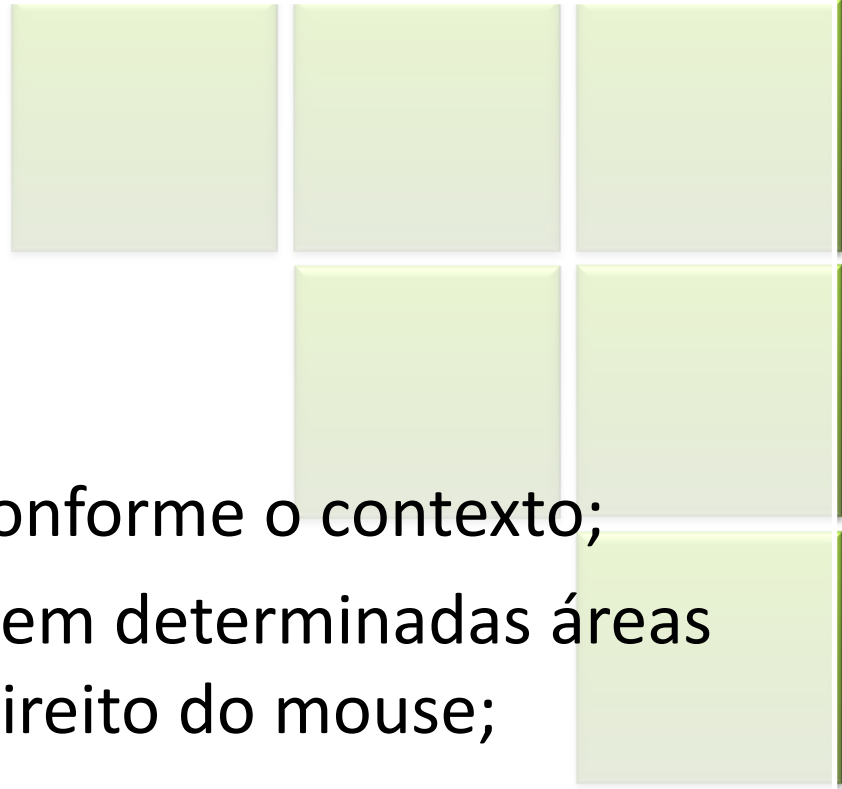 onforme o contexto;
em determinadas áreas
ireito do mouse;